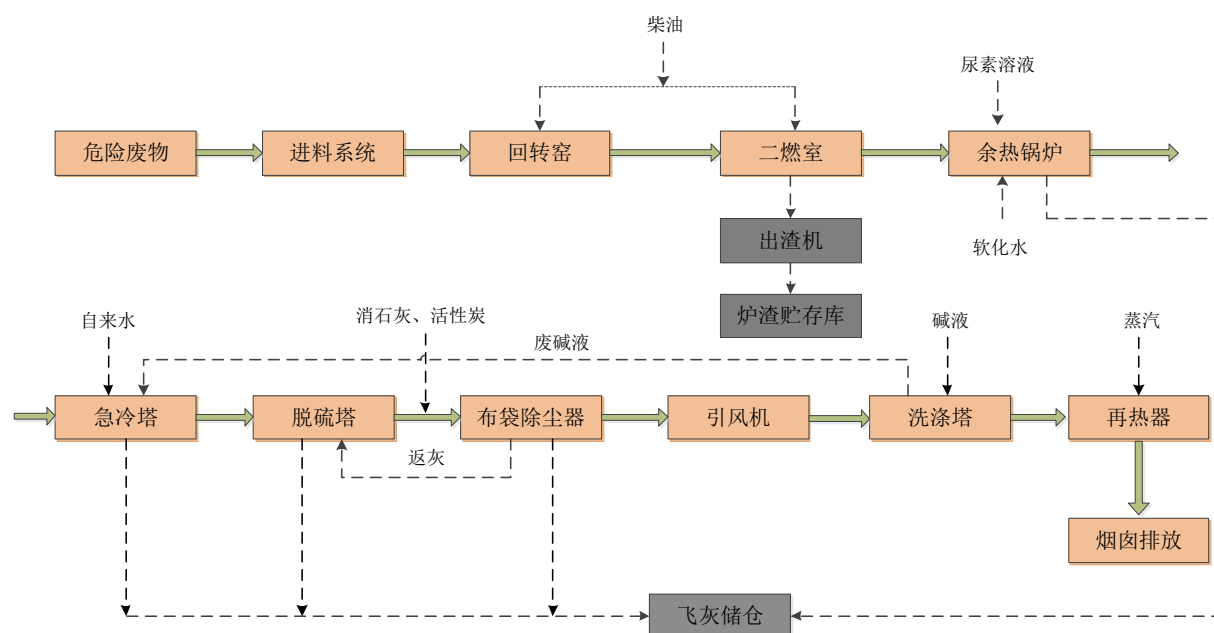 柴油
尿素溶液
危险废物
进料系统
回转窑
二燃室
余热锅炉
出渣机
软化水
炉渣贮存库
自来水
消石灰、活性炭
废碱液
碱液
蒸汽
急冷塔
脱硫塔
布袋除尘器
引风机
洗涤塔
再热器
返灰
烟囱排放
飞灰储仓